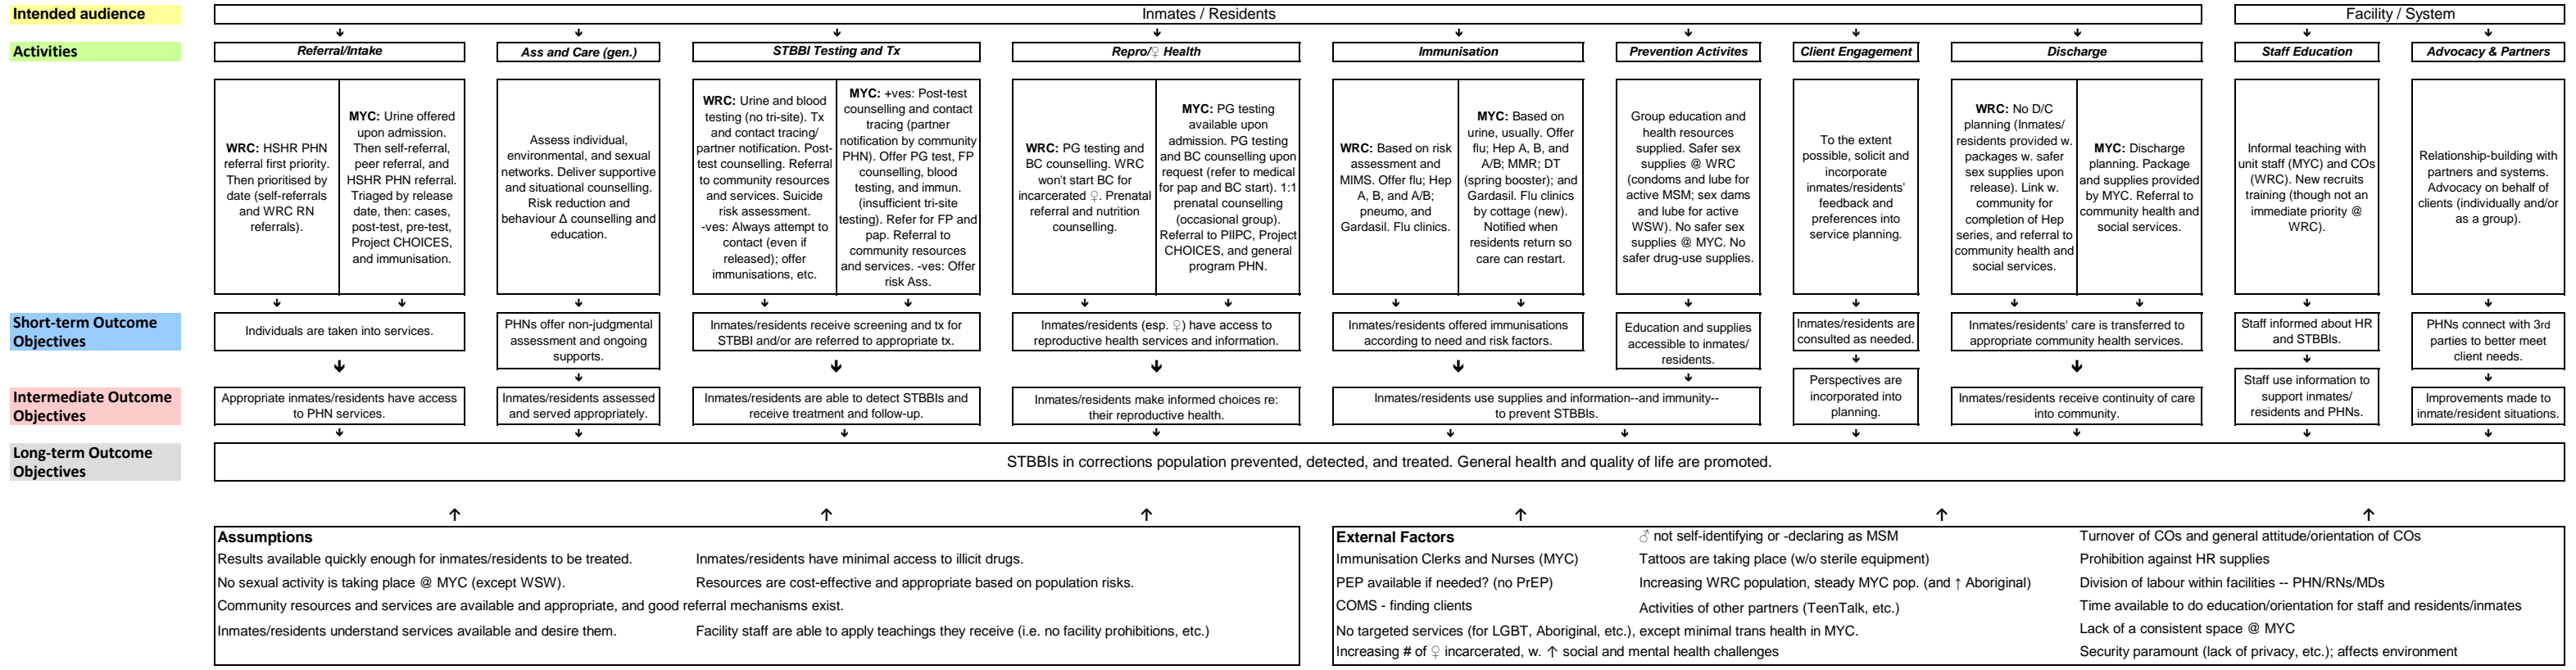 Intended audience
Inmates / Residents
Facility / System
Activities
Referral/Intake
Ass and Care (gen.)
STBBI Testing and Tx
Repro/♀ Health
Immunisation
Prevention Activites
Client Engagement
Discharge
Staff Education
Advocacy & Partners
WRC: HSHR PHN
referral first priority.
Then prioritised by
date (self-referrals
and WRC RN
referrals).
MYC: Urine offered
upon admission.
Then self-referral,
peer referral, and
HSHR PHN referral.
Triaged by release
date, then: cases,
post-test, pre-test,
Project CHOICES,
and immunisation.
Assess individual,
environmental, and sexual
networks. Deliver supportive
and situational counselling.
Risk reduction and
behaviour Δ counselling and
education.
WRC: Urine and blood
testing (no tri-site). Tx
and contact tracing/
partner notification. Post-
test counselling. Referral
to community resources
and services. Suicide
risk assessment.
-ves: Always attempt to
contact (even if
released); offer
immunisations, etc.
MYC: +ves: Post-test
counselling and contact
tracing (partner
notification by community
PHN). Offer PG test, FP
counselling, blood
testing, and immun.
(insufficient tri-site
testing). Refer for FP and
pap. Referral to
community resources
and services. -ves: Offer
risk Ass.
WRC: PG testing and
BC counselling. WRC
won't start BC for
incarcerated ♀. Prenatal
referral and nutrition
counselling.
MYC: PG testing
available upon
admission. PG testing
and BC counselling upon
request (refer to medical
for pap and BC start). 1:1
prenatal counselling
(occasional group).
Referral to PIIPC, Project
CHOICES, and general
program PHN.
WRC: Based on risk
assessment and
MIMS. Offer flu; Hep
A, B, and A/B;
pneumo, and
Gardasil. Flu clinics.
MYC: Based on
urine, usually. Offer
flu; Hep A, B, and
A/B; MMR; DT
(spring booster); and
Gardasil. Flu clinics
by cottage (new).
Notified when
residents return so
care can restart.
Group education and
health resources
supplied. Safer sex
supplies @ WRC
(condoms and lube for
active MSM; sex dams
and lube for active
WSW). No safer sex
supplies @ MYC. No
safer drug-use supplies.
To the extent
possible, solicit and
incorporate
inmates/residents'
feedback and
preferences into
service planning.
WRC: No D/C
planning (Inmates/
residents provided w.
packages w. safer
sex supplies upon
release). Link w.
community for
completion of Hep
series, and referral to
community health and
social services.
MYC: Discharge
planning. Package
and supplies provided
by MYC. Referral to
community health and
social services.
Informal teaching with
unit staff (MYC) and COs
(WRC). New recruits
training (though not an
immediate priority @
WRC).
Relationship-building with
partners and systems.
Advocacy on behalf of
clients (individually and/or
as a group).
Short-term Outcome
Objectives
Individuals are taken into services.
PHNs offer non-judgmental
assessment and ongoing
supports.
Inmates/residents receive screening and tx for
STBBI and/or are referred to appropriate tx.
Inmates/residents (esp. ♀) have access to
reproductive health services and information.
Inmates/residents offered immunisations
according to need and risk factors.
Education and supplies
accessible to inmates/
residents.
Inmates/residents are
consulted as needed.
Inmates/residents' care is transferred to
appropriate community health services.
Staff informed about HR
and STBBIs.
PHNs connect with 3rd
parties to better meet
client needs.
Intermediate Outcome
Objectives
Appropriate inmates/residents have access
to PHN services.
Inmates/residents assessed
and served appropriately.
Inmates/residents are able to detect STBBIs and
receive treatment and follow-up.
Inmates/residents make informed choices re:
their reproductive health.
Inmates/residents use supplies and information--and immunity--
to prevent STBBIs.
Perspectives are
incorporated into
planning.
Inmates/residents receive continuity of care
into community.
Staff use information to
support inmates/
residents and PHNs.
Improvements made to
inmate/resident situations.
Long-term Outcome
Objectives
STBBIs in corrections population prevented, detected, and treated. General health and quality of life are promoted.
Assumptions
Results available quickly enough for inmates/residents to be treated.
Inmates/residents have minimal access to illicit drugs.
No sexual activity is taking place @ MYC (except WSW).
Resources are cost-effective and appropriate based on population risks.
Community resources and services are available and appropriate, and good referral mechanisms exist.
Inmates/residents understand services available and desire them.
Facility staff are able to apply teachings they receive (i.e. no facility prohibitions, etc.)
External Factors
♂ not self-identifying or -declaring as MSM
Turnover of COs and general attitude/orientation of COs
Immunisation Clerks and Nurses (MYC)
Tattoos are taking place (w/o sterile equipment)
Prohibition against HR supplies
PEP available if needed? (no PrEP)
Increasing WRC population, steady MYC pop. (and ↑ Aboriginal)
Division of labour within facilities -- PHN/RNs/MDs
COMS - finding clients
Activities of other partners (TeenTalk, etc.)
Time available to do education/orientation for staff and residents/inmates
No targeted services (for LGBT, Aboriginal, etc.), except minimal trans health in MYC.
Lack of a consistent space @ MYC
Increasing # of ♀ incarcerated, w. ↑ social and mental health challenges
Security paramount (lack of privacy, etc.); affects environment